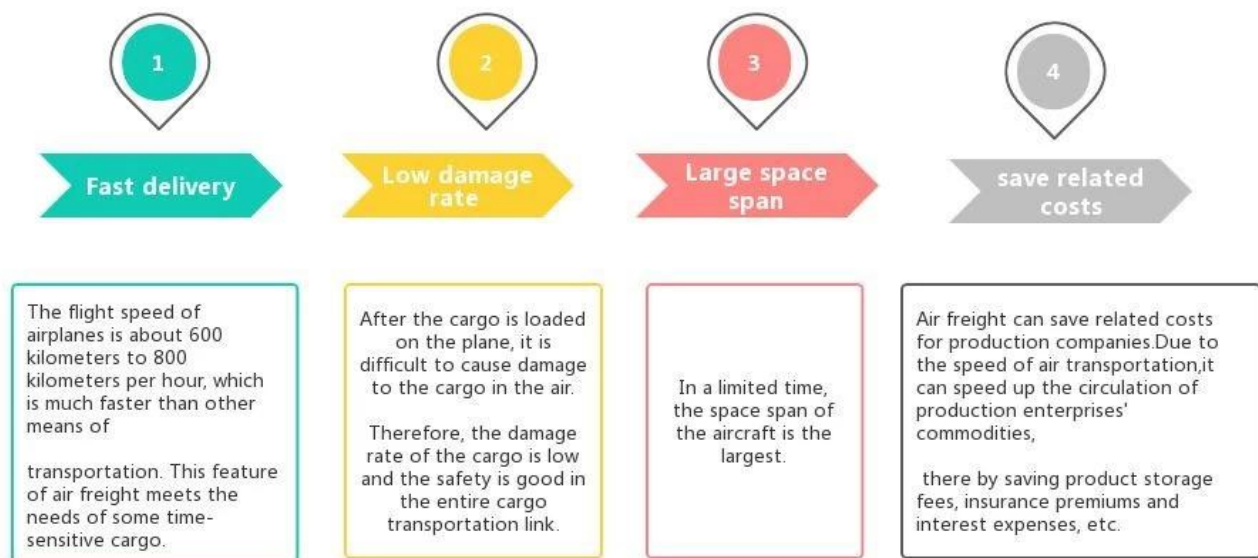 1
Fast delivery
The flight speed of
airplanes is about 600
kilometers to 800
kilometers per hour, which
is much faster than other
means of
transportation. This feature
of air freight meets the
needs of some time-
sensitive cargo.
2
Low damage
rate
After the cargo is loaded
on the plane, it is
difficult to cause damage
to the cargo in the air.
Therefore, the damage
rate of the cargo is low
and the safety is good in
the entire cargo
transportation link.
3
Large space
span
In a limited time,
the space span of
the aircraft is the
largest.
4
save related
costs
Air freight can save related costs
for production companies.Due to
the speed of air transportation,it
can speed up the circulation of
production enterprises'
commodities,
there by saving product storage
fees, insurance premiums and
interest expenses, etc.